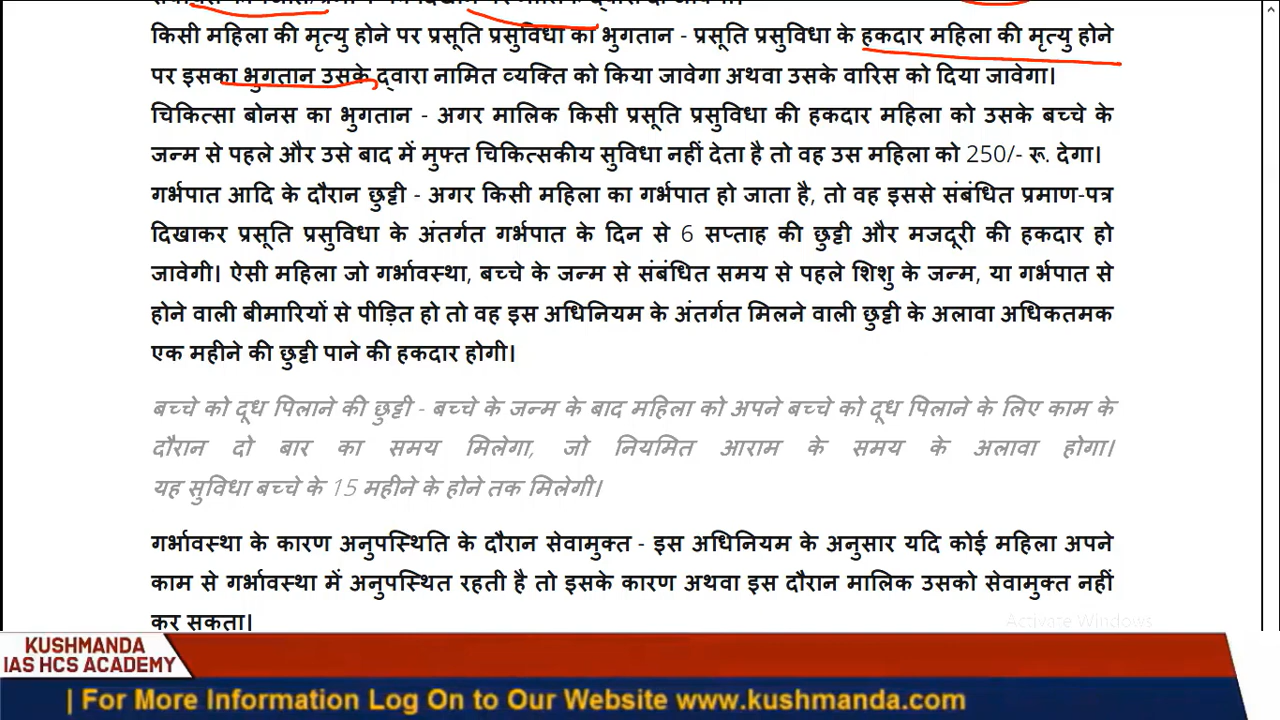 किसी महिला की मृत्यु होने पर प्रसूति प्रसुविधा का भुगतान - प्रसूति प्रसुविधा के हकदार महिला की मृत्यु होने
पर इसका भुगतान उसके द्वारा नामित व्यक्ति को किया जावेगा अथवा उसके वारिस को दिया जावेगा।
चिकित्सा बोनस का भुगतान - अगर मालिक किसी प्रसूति प्रसुविधा की हकदार महिला को उसके बच्चे के
जन्म से पहले और उसे बाद में मुफ्त चिकित्सकीय सुविधा नहीं देता है तो वह उस महिला को 250/- रू. देगा।
गर्भपात आदि के दौरान छुट्टी - अगर किसी महिला का गर्भपात हो जाता है, तो वह इससे संबंधित प्रमाण-पत्र
दिखाकर प्रसूति प्रसुविधा के अंतर्गत गर्भपात के दिन से 6 सप्ताह की छुट्टी और मजदूरी की हकदार हो
जावेगी। ऐसी महिला जो गर्भावस्था, बच्चे के जन्म से संबंधित समय से पहले शिशु के जन्म, या गर्भपात से
होने वाली बीमारियों से पीड़ित हो तो वह इस अधिनियम के अंतर्गत मिलने वाली छुट्टी के अलावा अधिकतमक
एक महीने की छुट्टी पाने की हकदार होगी।
बच्चे को दूध पिलाने की छुट्टी - बच्चे के जन्म के बाद महिला को अपने बच्चे को दूध पिलाने के लिए काम के
दौरान दो बार का समय मिलेगा, जो नियमित आराम के समय के अलावा होगा।
यह सुविधा बच्चे के 15 महीने के होने तक मिलेगी।
गर्भावस्था के कारण अनुपस्थिति के दौरान सेवामुक्त - इस अधिनियम के अनुसार यदि कोई महिला अपने
काम से गर्भावस्था में अनुपस्थित रहती है तो इसके कारण अथवा इस दौरान मालिक उसको सेवामुक्त नहीं
कर सकता।
Activate Windows
KUSHMANDA
IAS HCS ACADEMY
| For More Information Log On to Our Website www.kushmanda.com